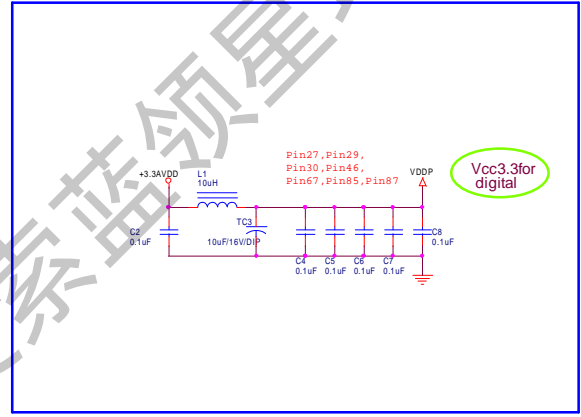 Pin27,Pin29,
Pin30,Pin46,
Pin67,Pin85,Pin87
Vcc3.3for
digital
+3.3AVDD
L1
10uH
VDDP
C2
0.1uF
TC3
10uF/16V/DIP
C4
0.1uF
C5
0.1uF
C6
0.1uF
C7
0.1uF
C8
0.1uF
索蓝领星